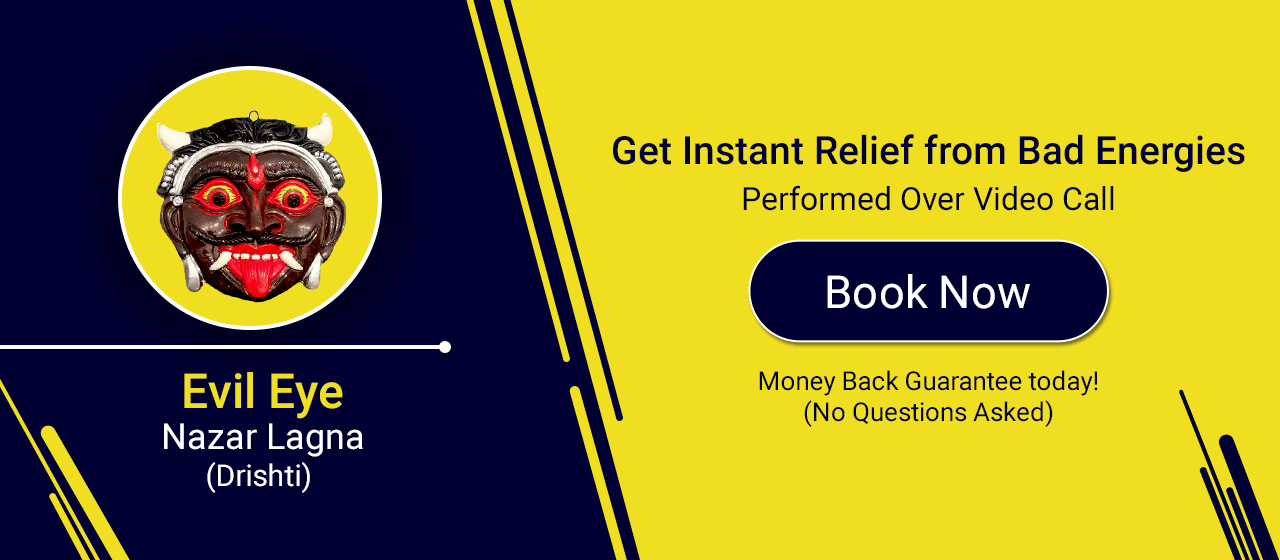 Evil Eye
Nazar Lagna
(Drishti)
Get Instant Relief from Bad Energies
Performed Over Video Call
Book Now
Money Back Guarantee today!
(No Questions Asked)